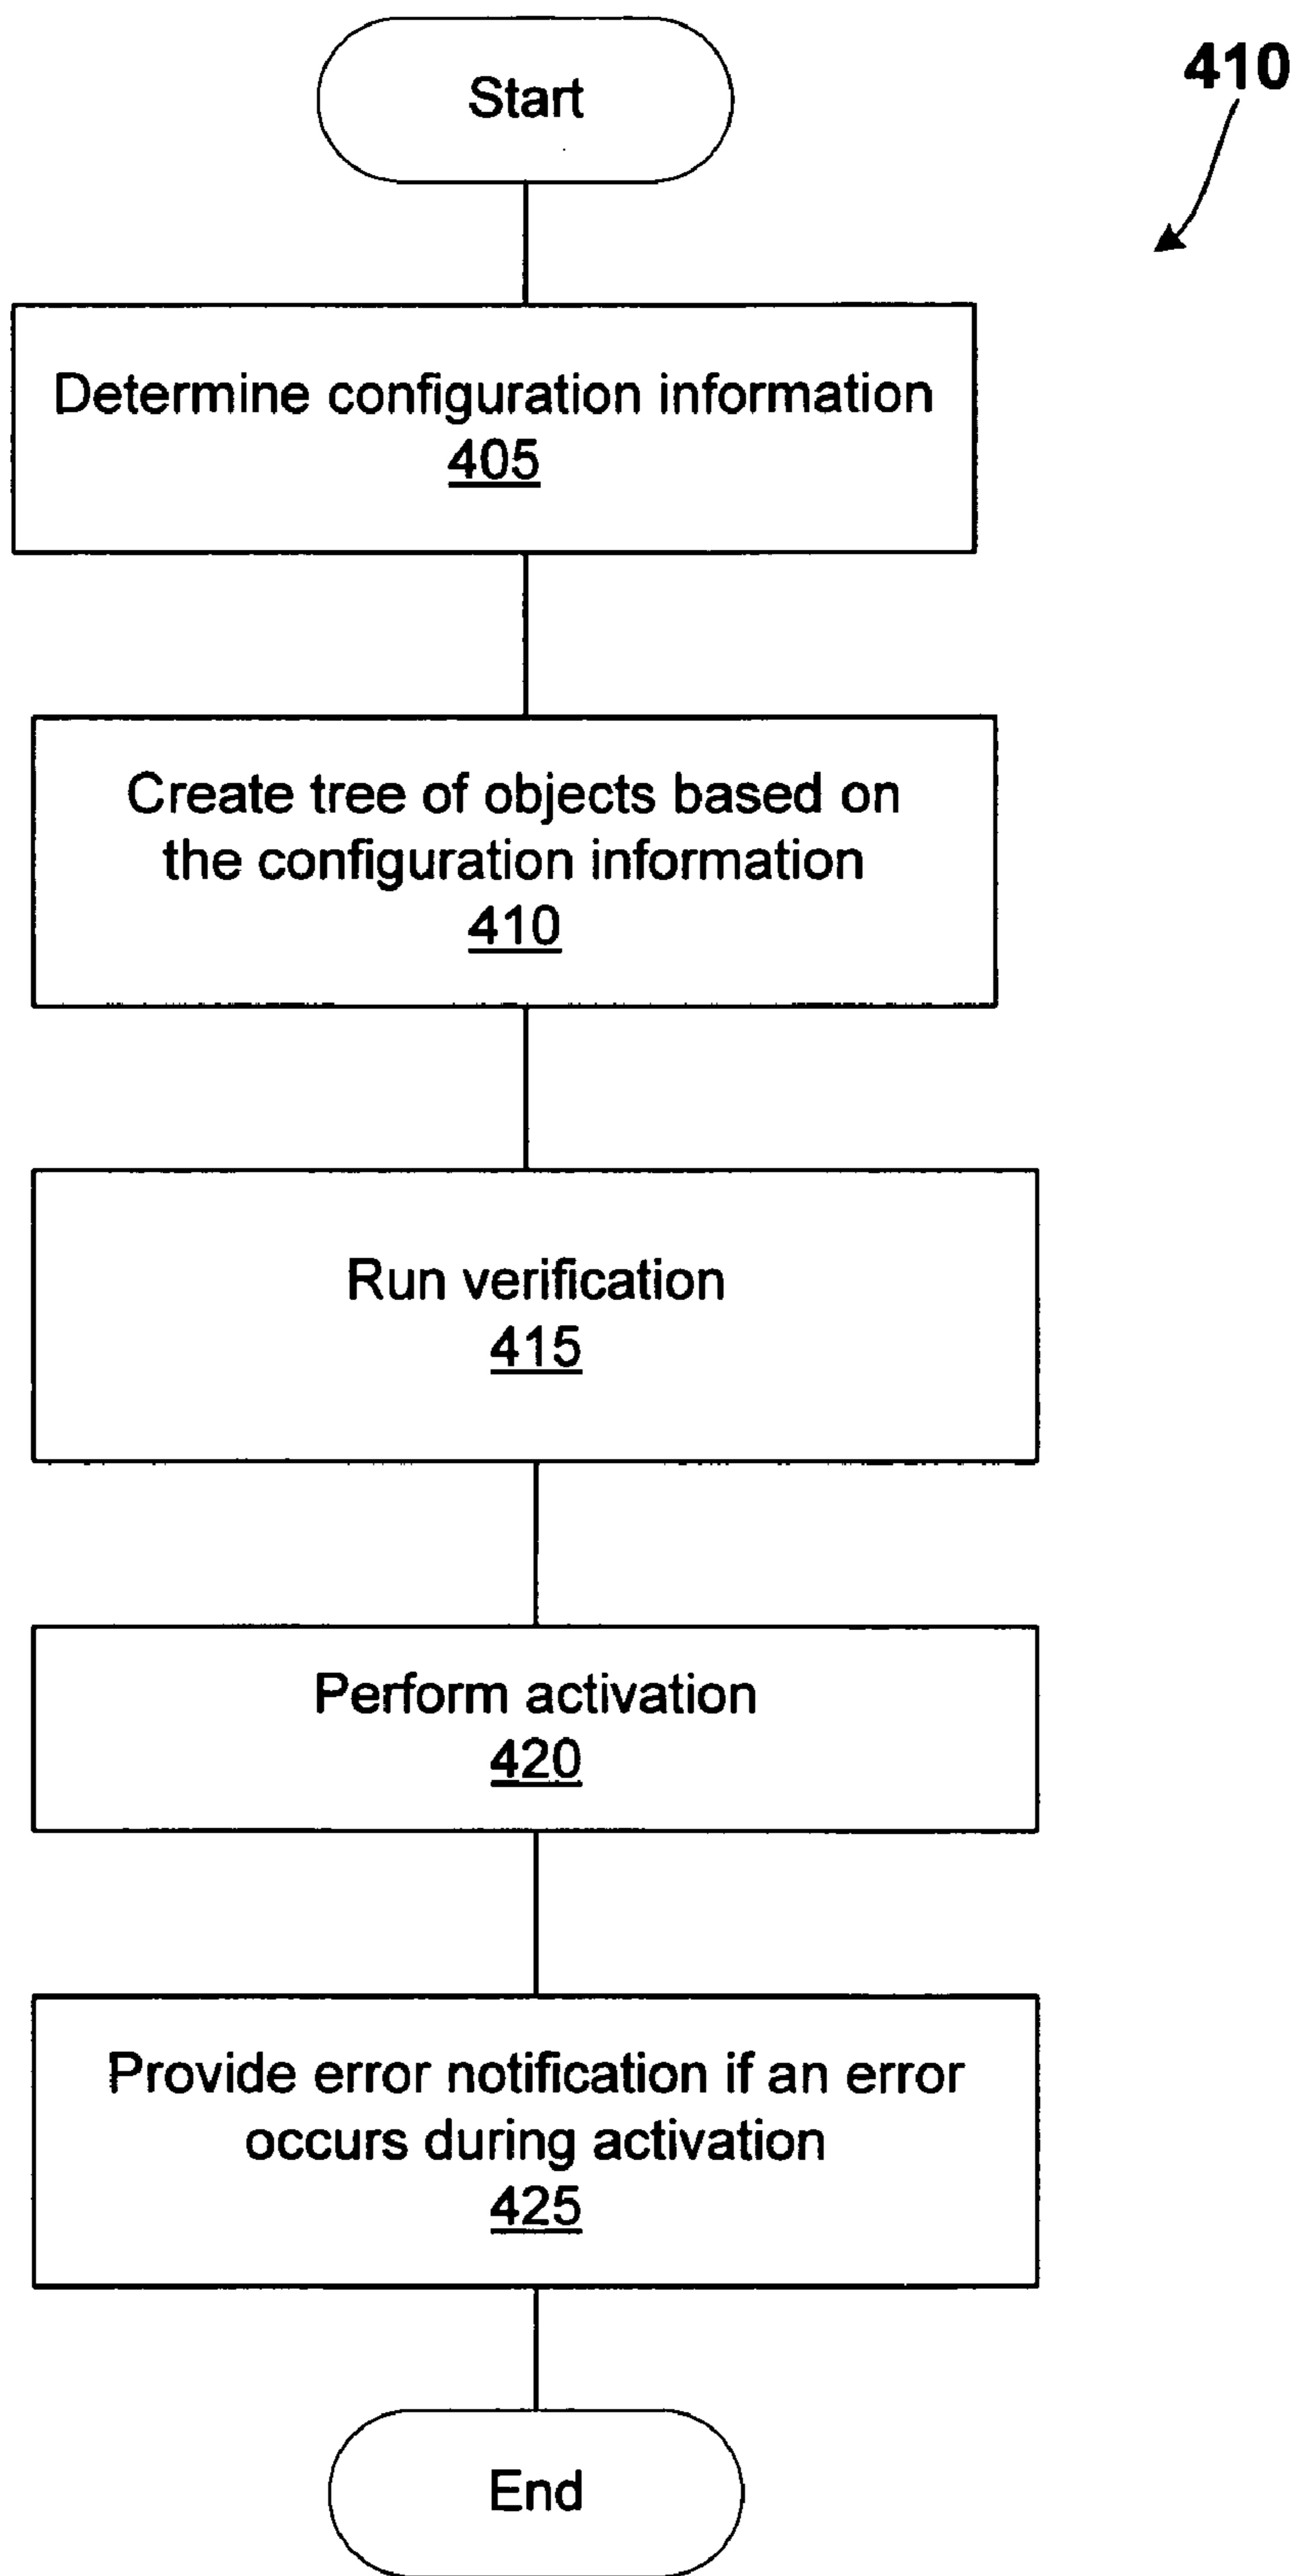 Start
410
Determine configuration information
405
Create tree of objects based on
the configuration information
410
Run verification
415
Perform activation
420
Provide error notification if an error
occurs during activation
425
End